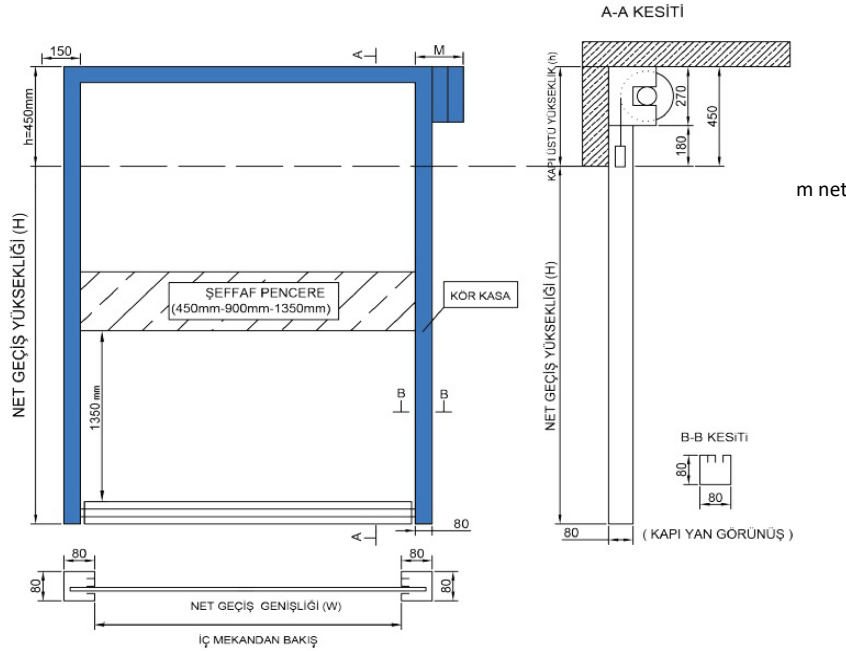 A-A KESİTİ
150
A
M
h=450mm
KAPI ÜSTÜ YÜKSEKLİK (h)
270
450
180
m net
NET GEÇİŞ YÜKSEKLİĞİ (H)
ŞEFFAF PENCERE
(450mm-900mm-1350mm)
KÖR KASA
NET GEÇİŞ YÜKSEKLİĞİ (H)
1350 mm
B
B
B-B KESiTi
80
80
A
80
80
( KAPI YAN GÖRÜNÜŞ )
80
80
80
80
NET GEÇİŞ GENİŞLİĞİ (W)
İÇ MEKANDAN BAKIŞ